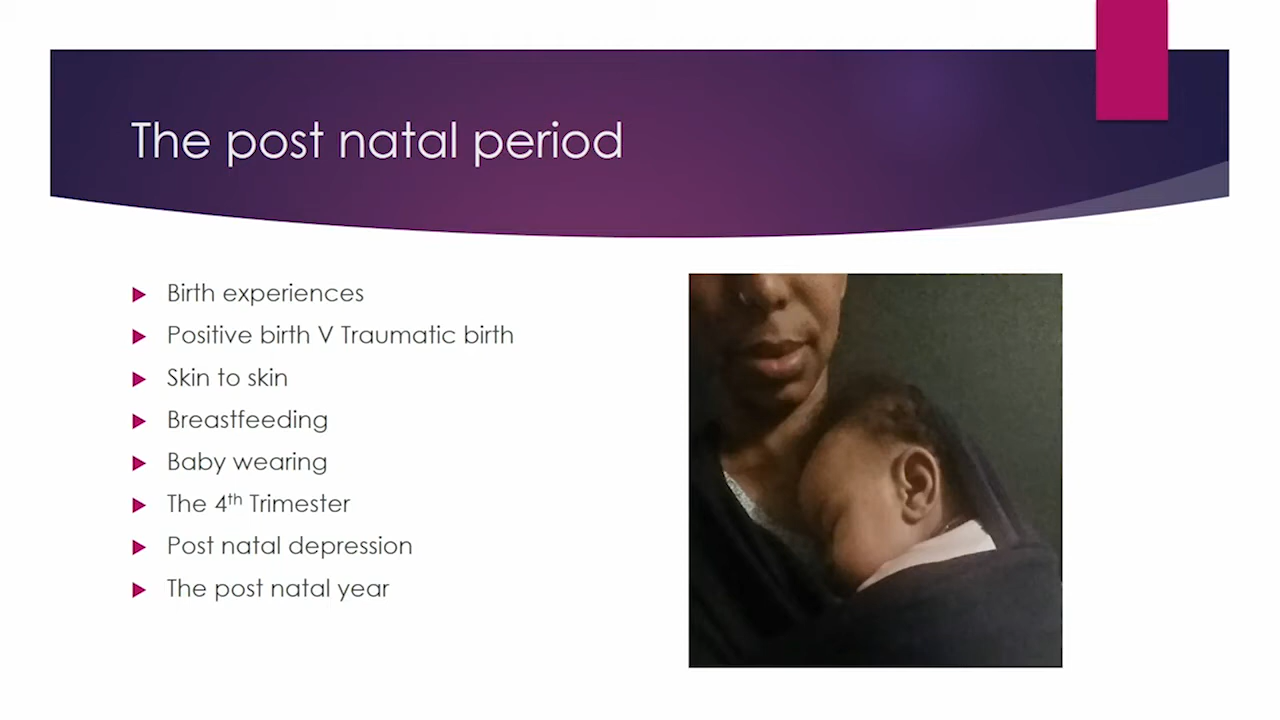 The post natal period
Birth experiences
Positive birth V Traumatic birth
Skin to skin
Breastfeeding
Baby wearing
The 4th Trimester
Post natal depression
The post natal year